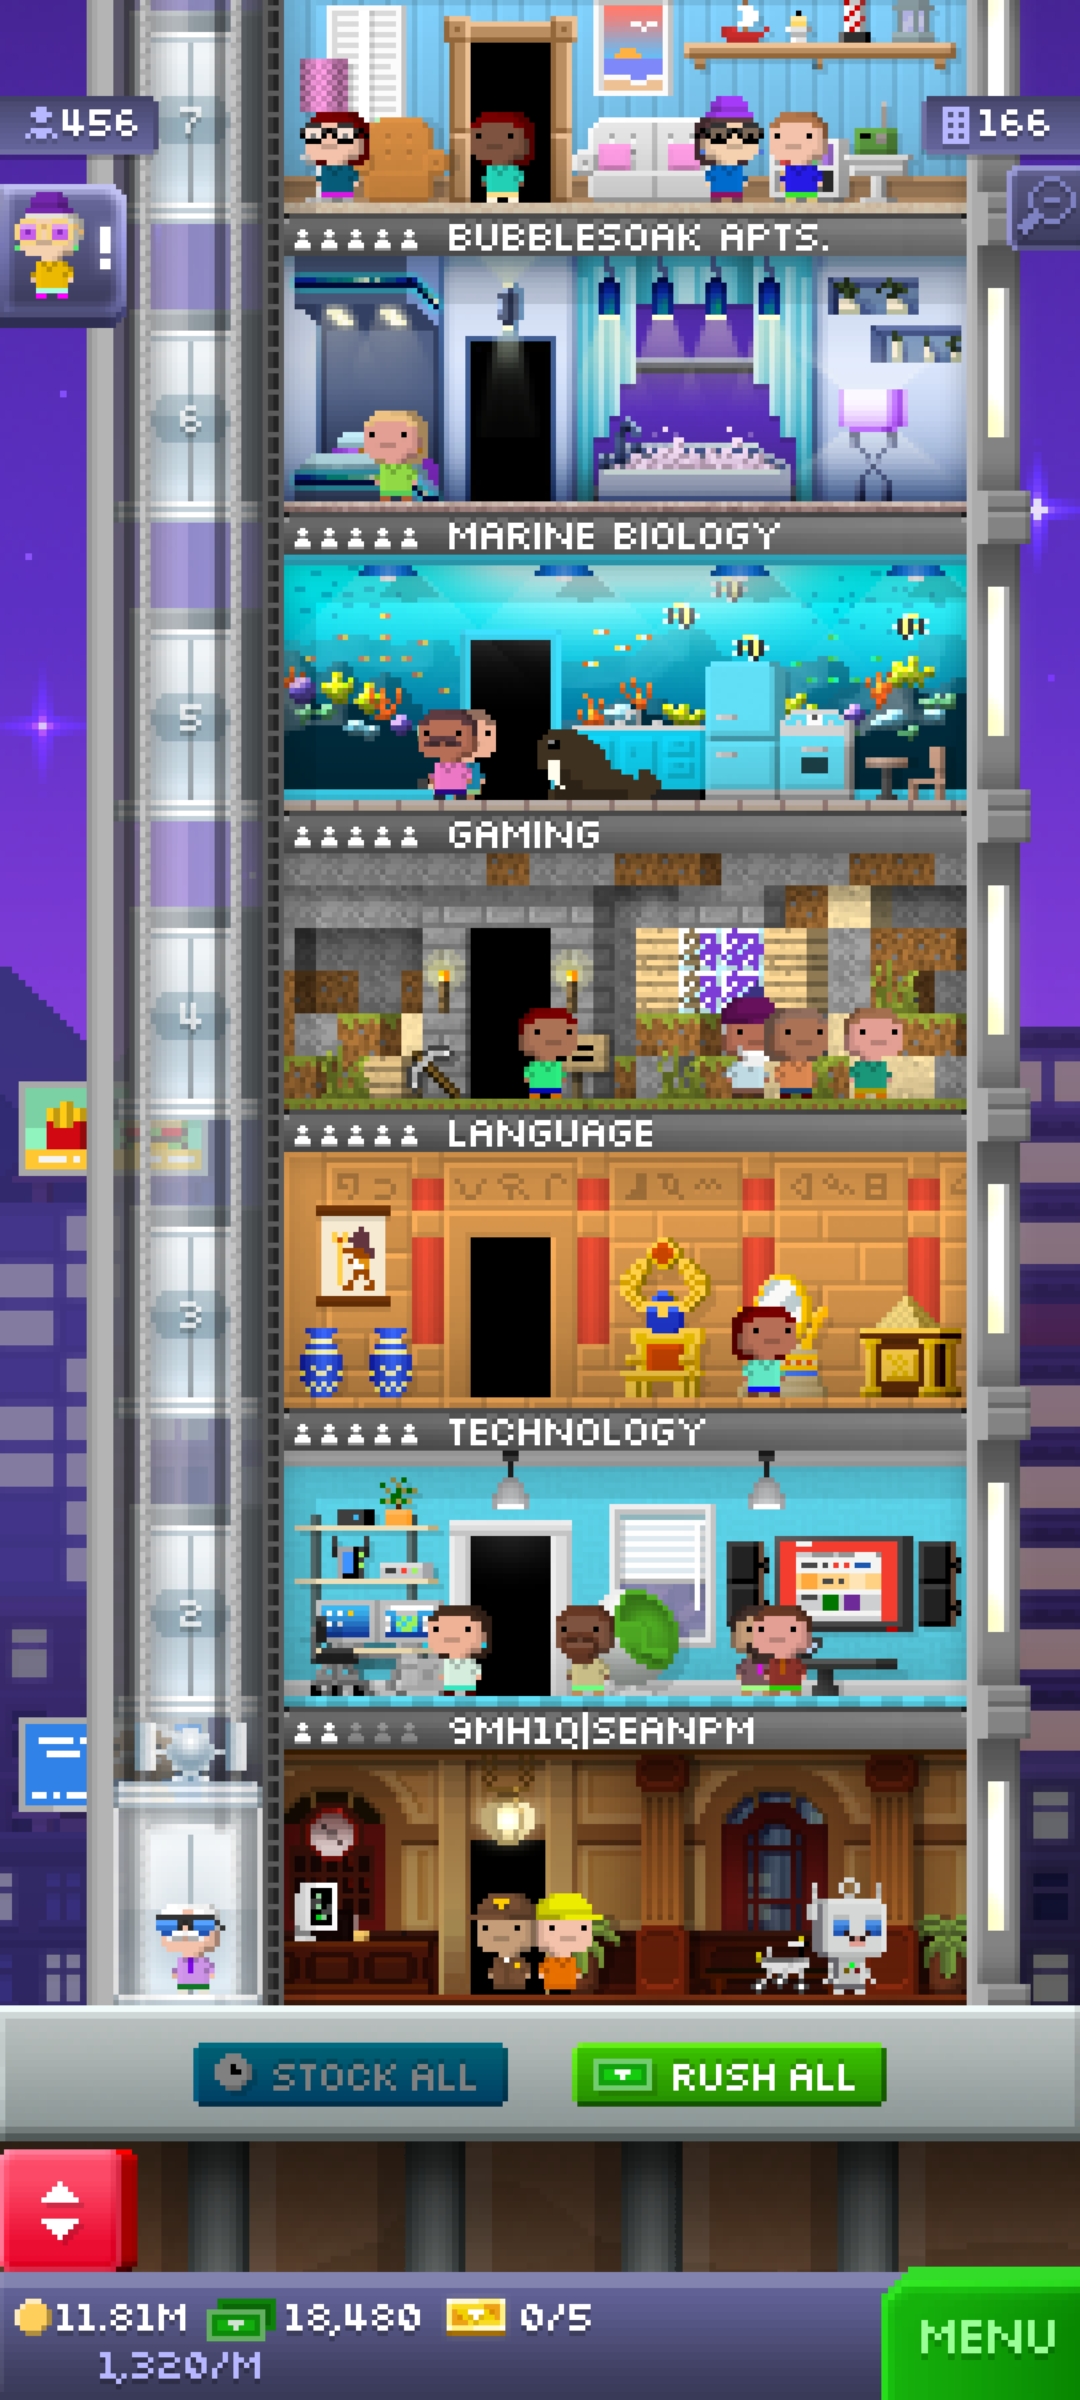 7
456
166
!
BUBBLESOAK APTS.
6
MARINE BIOLOGY
5
GAMING
4
LANGUAGE
3
TECHNOLOGY
2
9MH1Q|SEANPM
STOCK ALL
RUSH ALL
11.81M
18,480
0/5
1,320/M
MENU